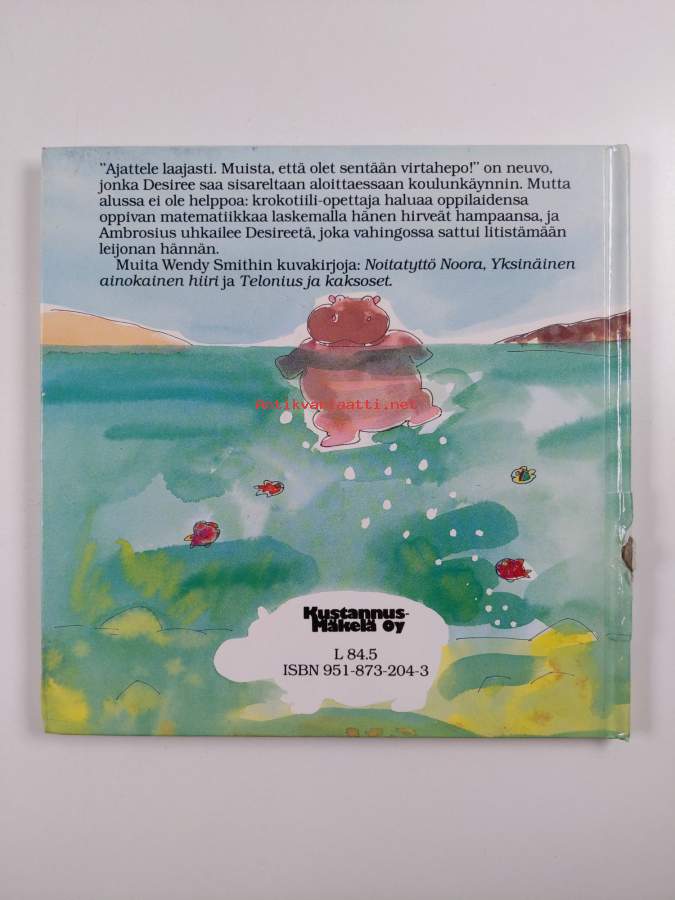 "Ajattele laajasti. Muista, että olet sentään virtahepo!" on neuvo,
jonka Desiree saa sisareltaan aloittaessaan koulunkäynnin. Mutta
alussa ei ole helppoa: krokotiili-opettaja haluaa oppilaidensa
oppivan matematiikkaa laskemalla hänen hirveät hampaansa, ja
Ambrosius uhkailee Desireetä, joka vahingossa sattui litistämään
leijonan hännän.
Muita Wendy Smithin kuvakirjoja: Noitatyttö Noora, Yksinäinen
ainokainen hiiri ja Telonius ja kaksoset.
Antikvariaatti.net
Kustannus-
Mäkelä Oy
L 84.5
ISBN 951-873-204-3